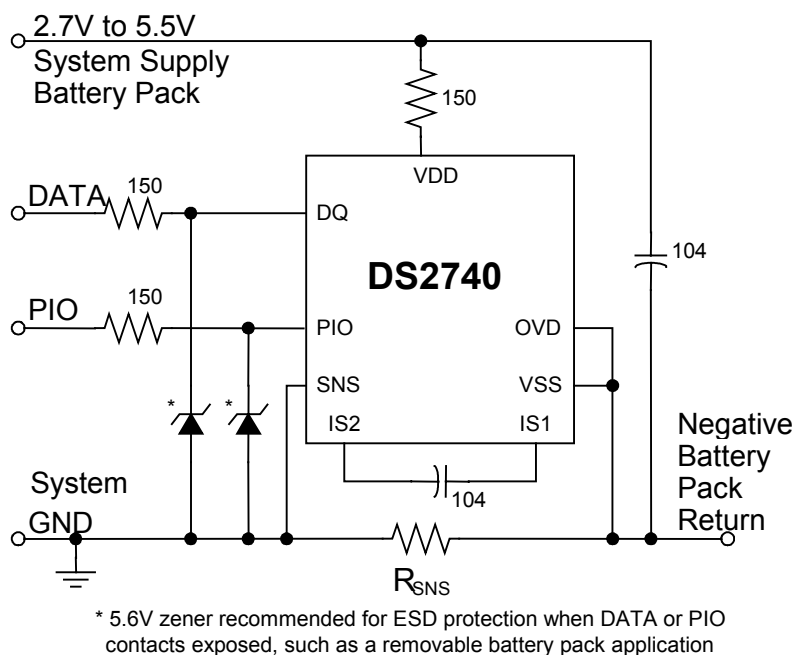 2.7V to 5.5V
System Supply
Battery Pack
150
VDD
DATA
150
DQ
DS2740
104
PIO
150
PIO
OVD
SNS
VSS
*
*
IS2
IS1
Negative
Battery
Pack
Return
104
System
GND
RSNS
* 5.6V zener recommended for ESD protection when DATA or PIO
contacts exposed, such as a removable battery pack application